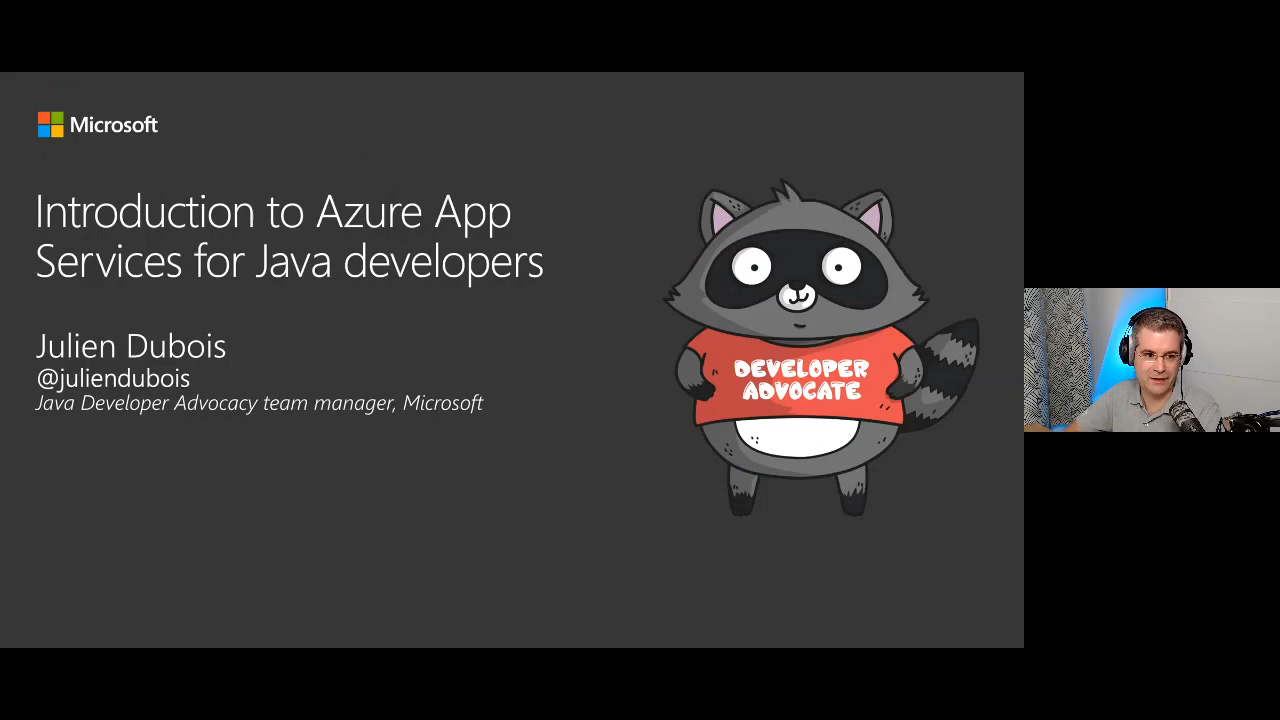 Microsoft
Introduction to Azure App
Services for Java developers
Julien Dubois
@juliendubois
Java Developer Advocacy team manager, Microsoft
DEVELOPER
ADVOCATE